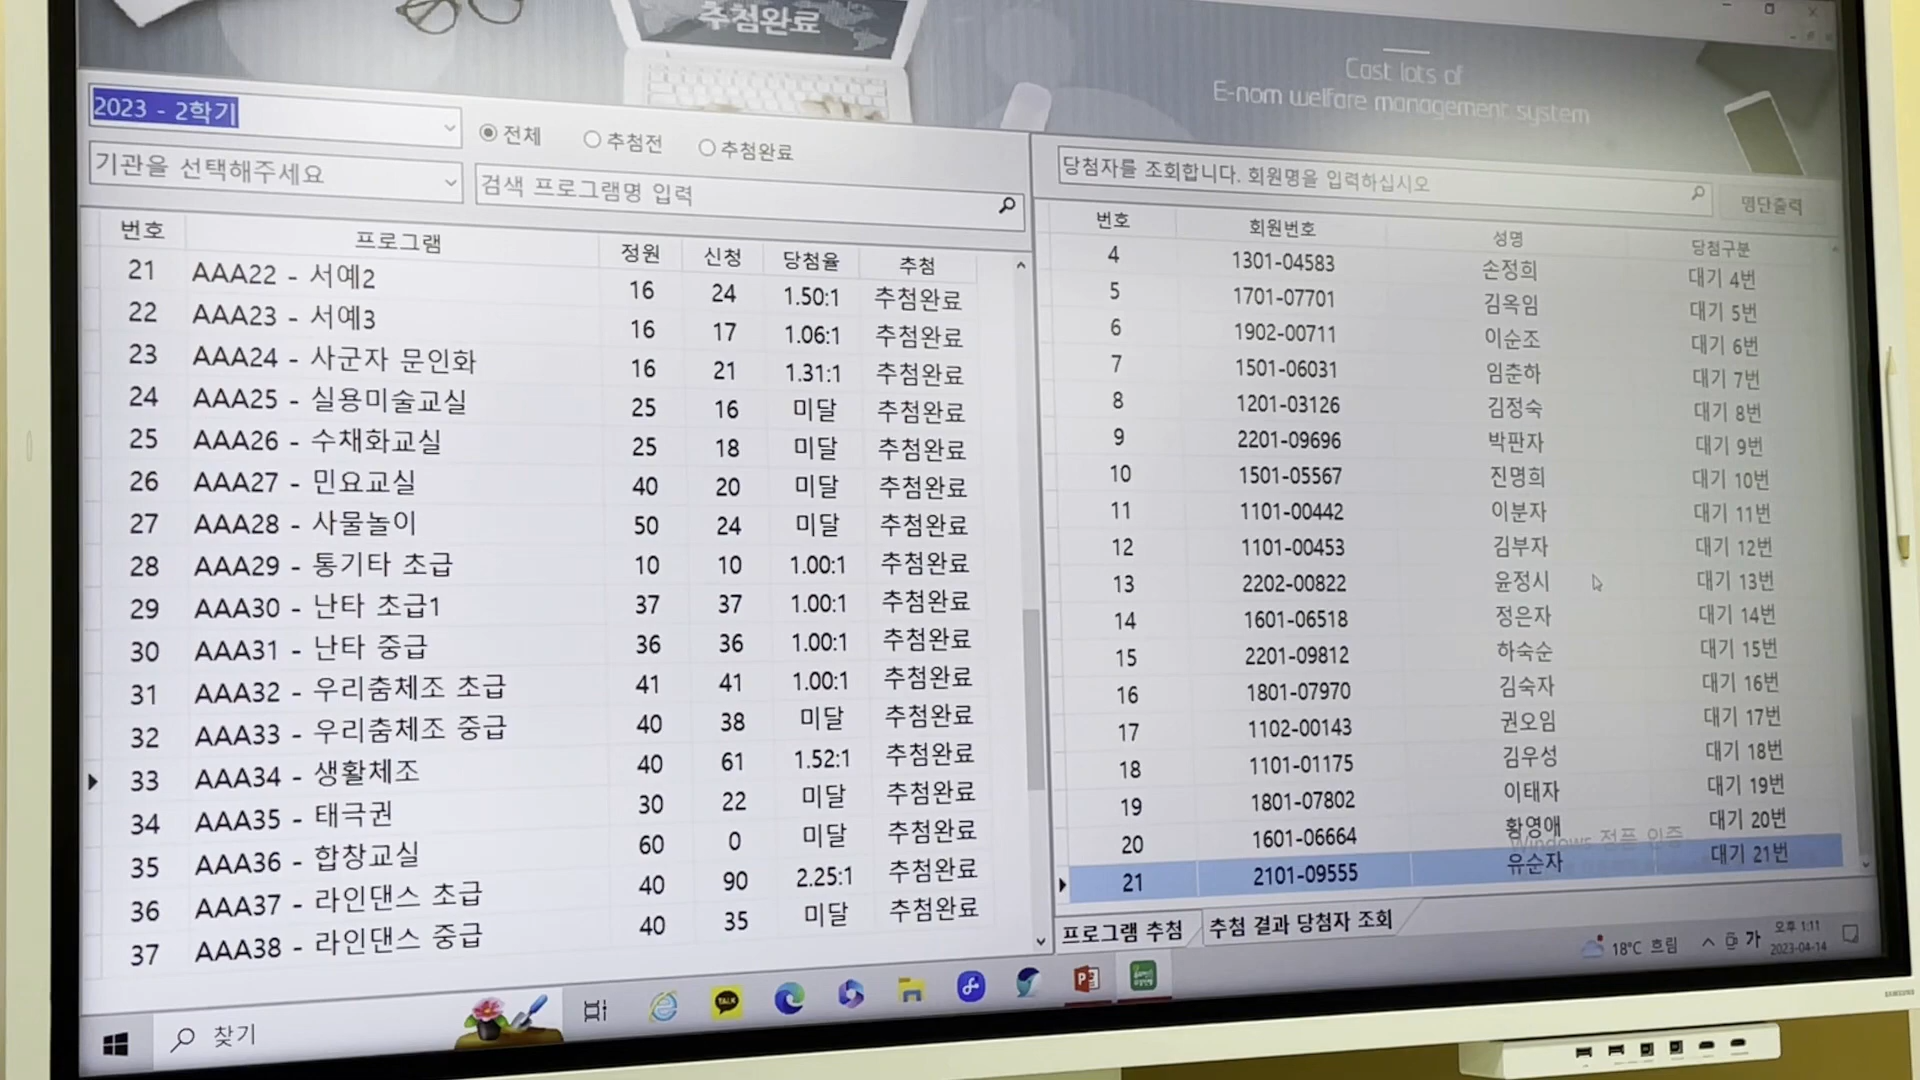 추첨완료
Cast lots of
E-nom welfare management system
2023 - 2학기
전체 추첨전 추첨완료
기관을 선택해주세요
검색 프로그램명 입력
번호 프로그램 정원 신청 당첨율 추첨
21 AAA22 - 서예2 16 24 1.50:1 추첨완료
22 AAA23 - 서예3 16 17 1.06:1 추첨완료
23 AAA24 - 사군자 문인화 16 21 1.31:1 추첨완료
24 AAA25 - 실용미술교실 25 16 미달 추첨완료
25 AAA26 - 수채화교실 25 18 미달 추첨완료
26 AAA27 - 민요교실 40 20 미달 추첨완료
27 AAA28 - 사물놀이 50 24 미달 추첨완료
28 AAA29 - 통기타 초급 10 10 1.00:1 추첨완료
29 AAA30 - 난타 초급1 37 37 1.00:1 추첨완료
30 AAA31 - 난타 중급 36 36 1.00:1 추첨완료
31 AAA32 - 우리춤체조 초급 41 41 1.00:1 추첨완료
32 AAA33 - 우리춤체조 중급 40 38 미달 추첨완료
33 AAA34 - 생활체조 40 61 1.52:1 추첨완료
34 AAA35 - 태극권 30 22 미달 추첨완료
35 AAA36 - 합창교실 60 0 미달 추첨완료
36 AAA37 - 라인댄스 초급 40 90 2.25:1 추첨완료
37 AAA38 - 라인댄스 중급 40 35 미달 추첨완료
당첨자를 조회합니다. 회원명을 입력하십시오
명단출력
번호 회원번호 성명 당첨구분
4 1301-04583 손정희 대기 4번
5 1701-07701 김옥임 대기 5번
6 1902-00711 이순조 대기 6번
7 1501-06031 임춘하 대기 7번
8 1201-03126 김정숙 대기 8번
9 2201-09696 박판자 대기 9번
10 1501-05567 진명희 대기 10번
11 1101-00442 이분자 대기 11번
12 1101-00453 김부자 대기 12번
13 2202-00822 윤정시 대기 13번
14 1601-06518 정은자 대기 14번
15 2201-09812 하숙순 대기 15번
16 1801-07970 김숙자 대기 16번
17 1102-00143 권오임 대기 17번
18 1101-01175 김우성 대기 18번
19 1801-07802 이태자 대기 19번
20 1601-06664 황영애 대기 20번
Windows 정품 인증
21 2101-09555 유순자 대기 21번
프로그램 추첨 추첨 결과 당첨자 조회
찾기
TALK
18°C 흐림
가
오후 1:11
2023-04-14
SAMSUNG